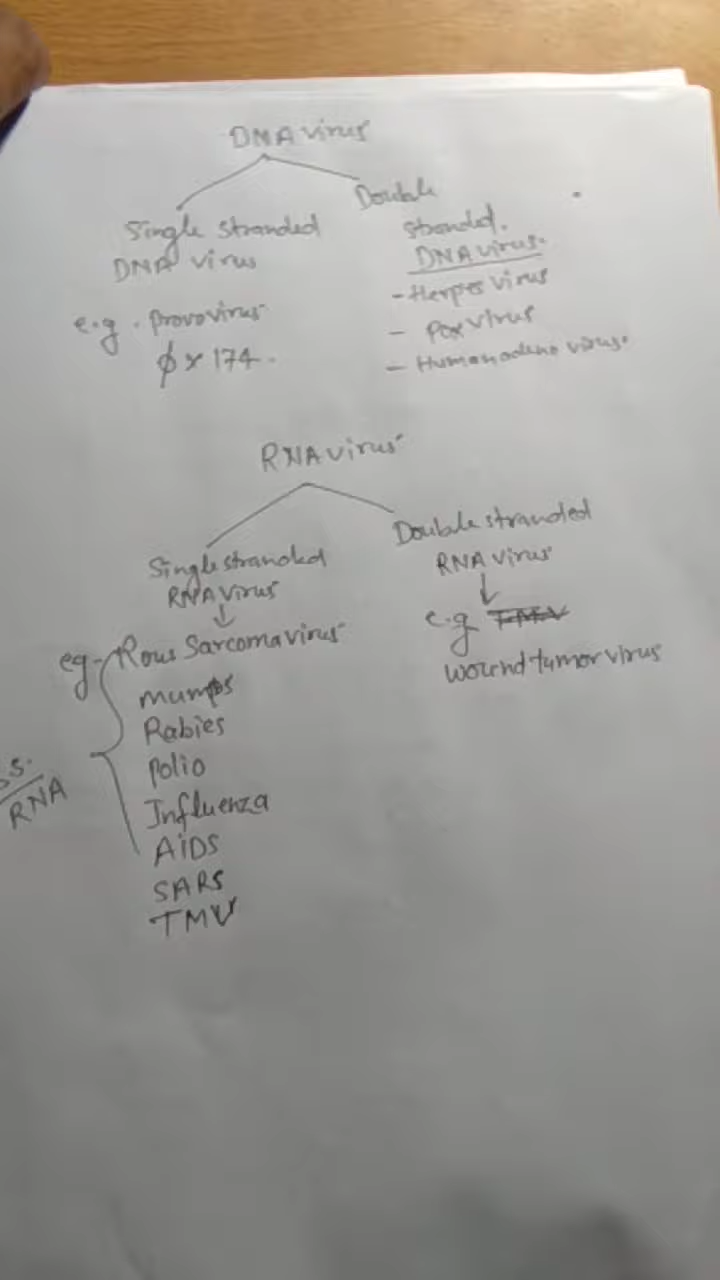 DNA virus
Single stranded
DNA virus
e.g. provovirus
φ x 174.
Double
stranded.
DNA virus.
- Herpes virus
- Pox virus
- Human adeno virus.
RNA virus
Single stranded
RNA virus
↓
eg- Rous Sarcoma virus
mumps
Rabies
polio
Influenza
AIDS
SARS
TMV
S.S.
RNA
Double stranded
RNA virus
↓
e.g TMV
wound tumor virus